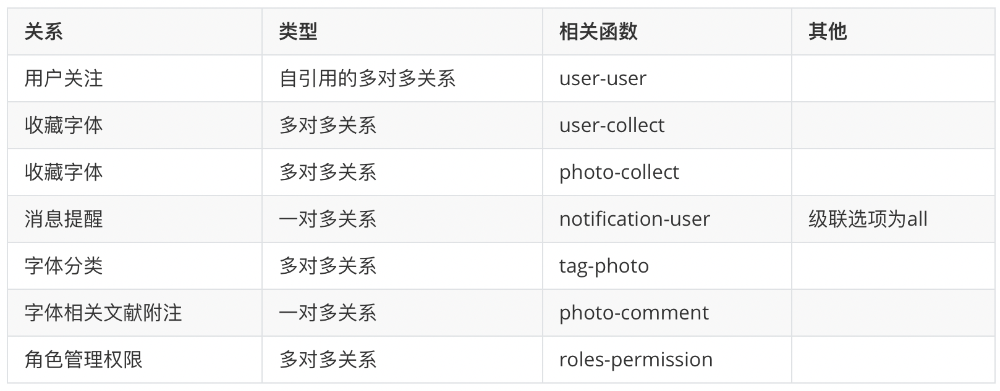 关系 类型 相关函数 其他
用户关注 自引用的多对多关系 user-user
收藏字体 多对多关系 user-collect
收藏字体 多对多关系 photo-collect
消息提醒 一对多关系 notification-user 级联选项为all
字体分类 多对多关系 tag-photo
字体相关文献附注 一对多关系 photo-comment
角色管理权限 多对多关系 roles-permission